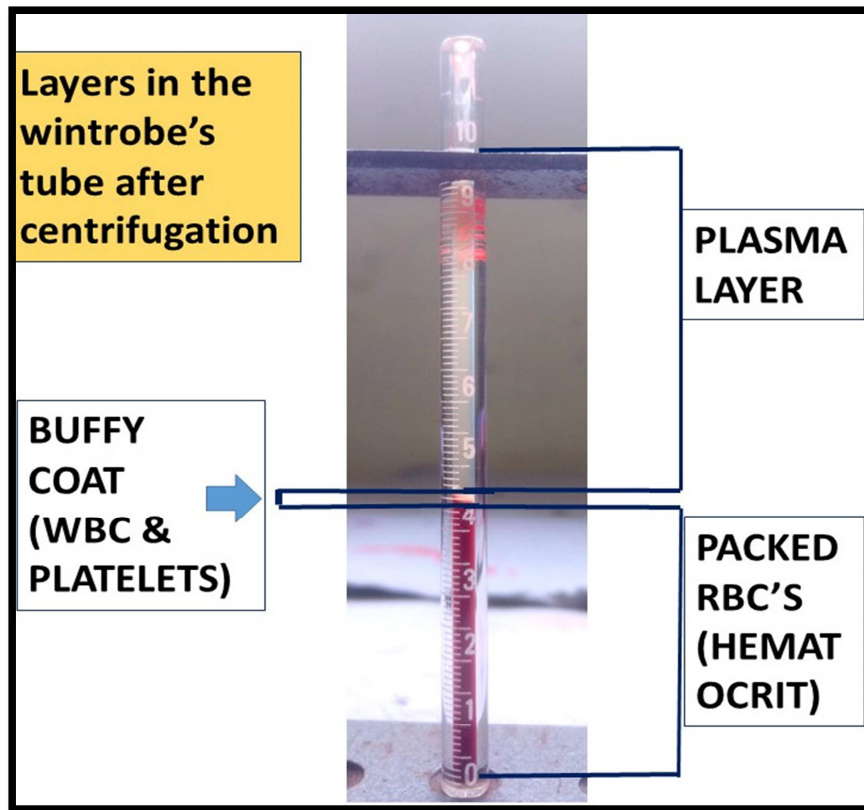 Layers in the
wintrobe's
tube after
centrifugation
10
9
8
7
6
5
4
3
2
1
0
PLASMA
LAYER
BUFFY
COAT
(WBC &
PLATELETS)
PACKED
RBC'S
(HEMAT
OCRIT)